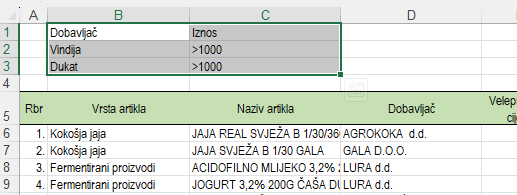 A B C D
1 Dobavljač Iznos
2 Vindija >1000
3 Dukat >1000
4
5 Rbr Vrsta artikla Naziv artikla Dobavljač Velep
cij
6 1. Kokošja jaja JAJA REAL SVJEŽA B 1/30/36 AGROKOKA d.d.
7 2. Kokošja jaja JAJA SVJEŽA B 1/30 GALA GALA D.O.O.
8 3. Fermentirani proizvodi ACIDOFILNO MLIJEKO 3,2% 2 LURA d.d.
9 4. Fermentirani proizvodi JOGURT 3,2% 200G ČAŠA DU LURA d.d.